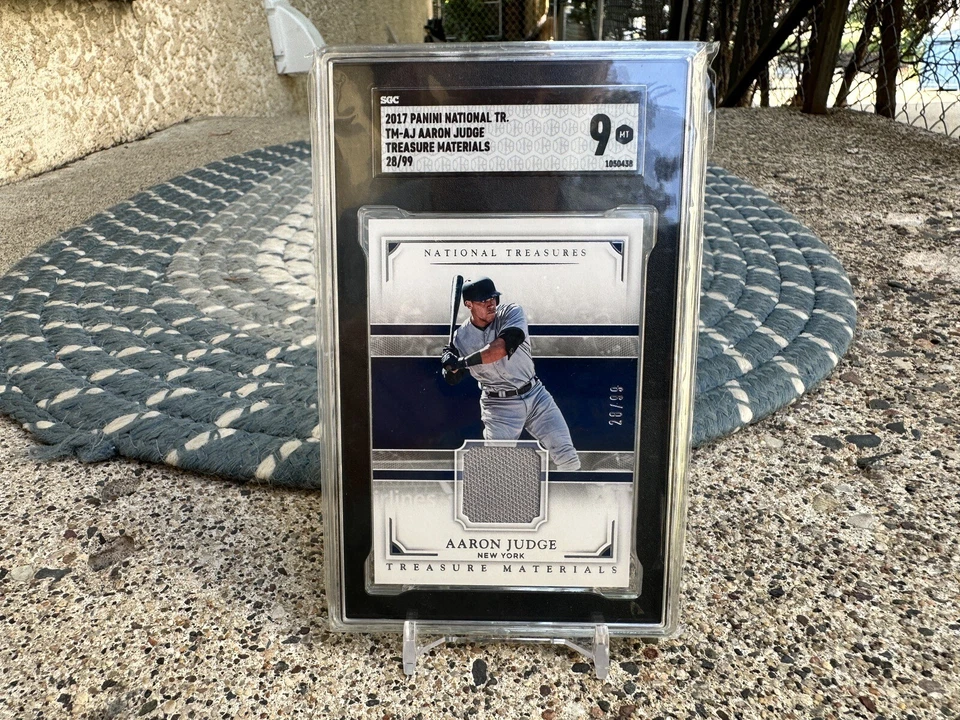 SGC
2017 PANINI NATIONAL TR.
TM-AJ AARON JUDGE
TREASURE MATERIALS
28/99
9
MT
1050438
NATIONAL TREASURES
28/99
rlines
AARON JUDGE
NEW YORK
TREASURE MATERIALS